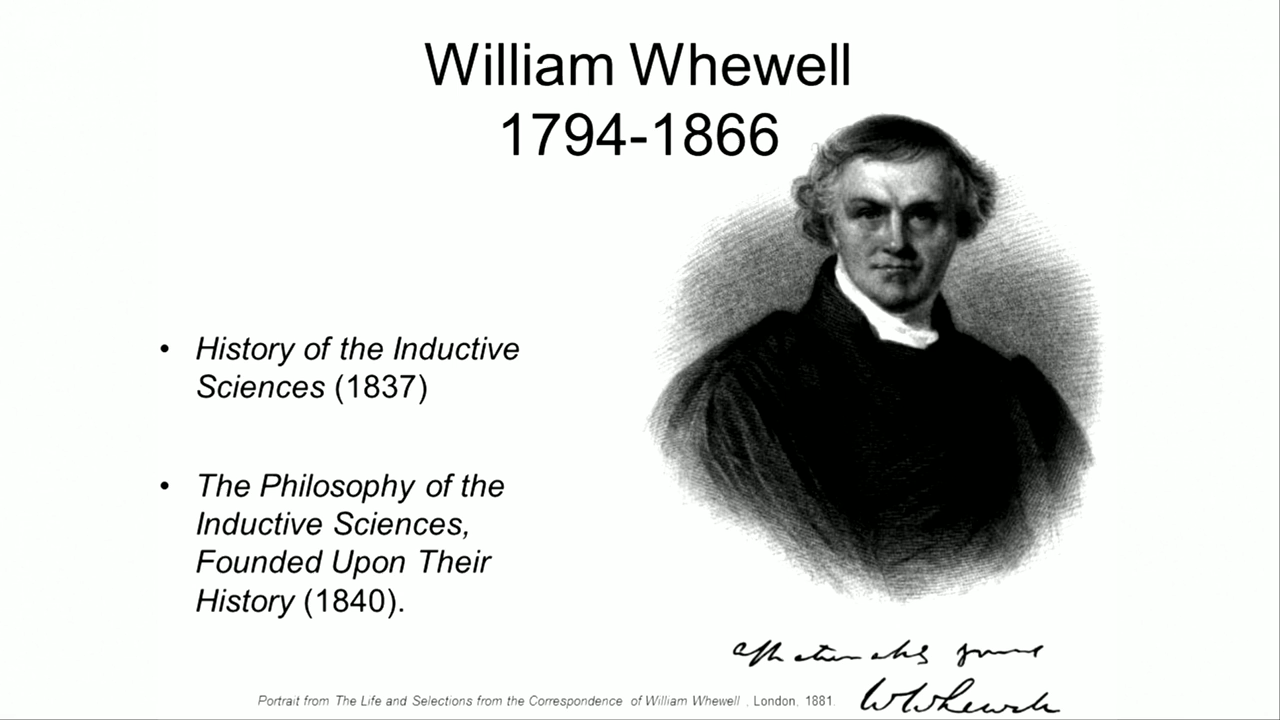 William Whewell
1794-1866
• History of the Inductive
Sciences (1837)
• The Philosophy of the
Inductive Sciences,
Founded Upon Their
History (1840).
Affectionately yours
W Whewell
Portrait from The Life and Selections from the Correspondence of William Whewell , London, 1881.